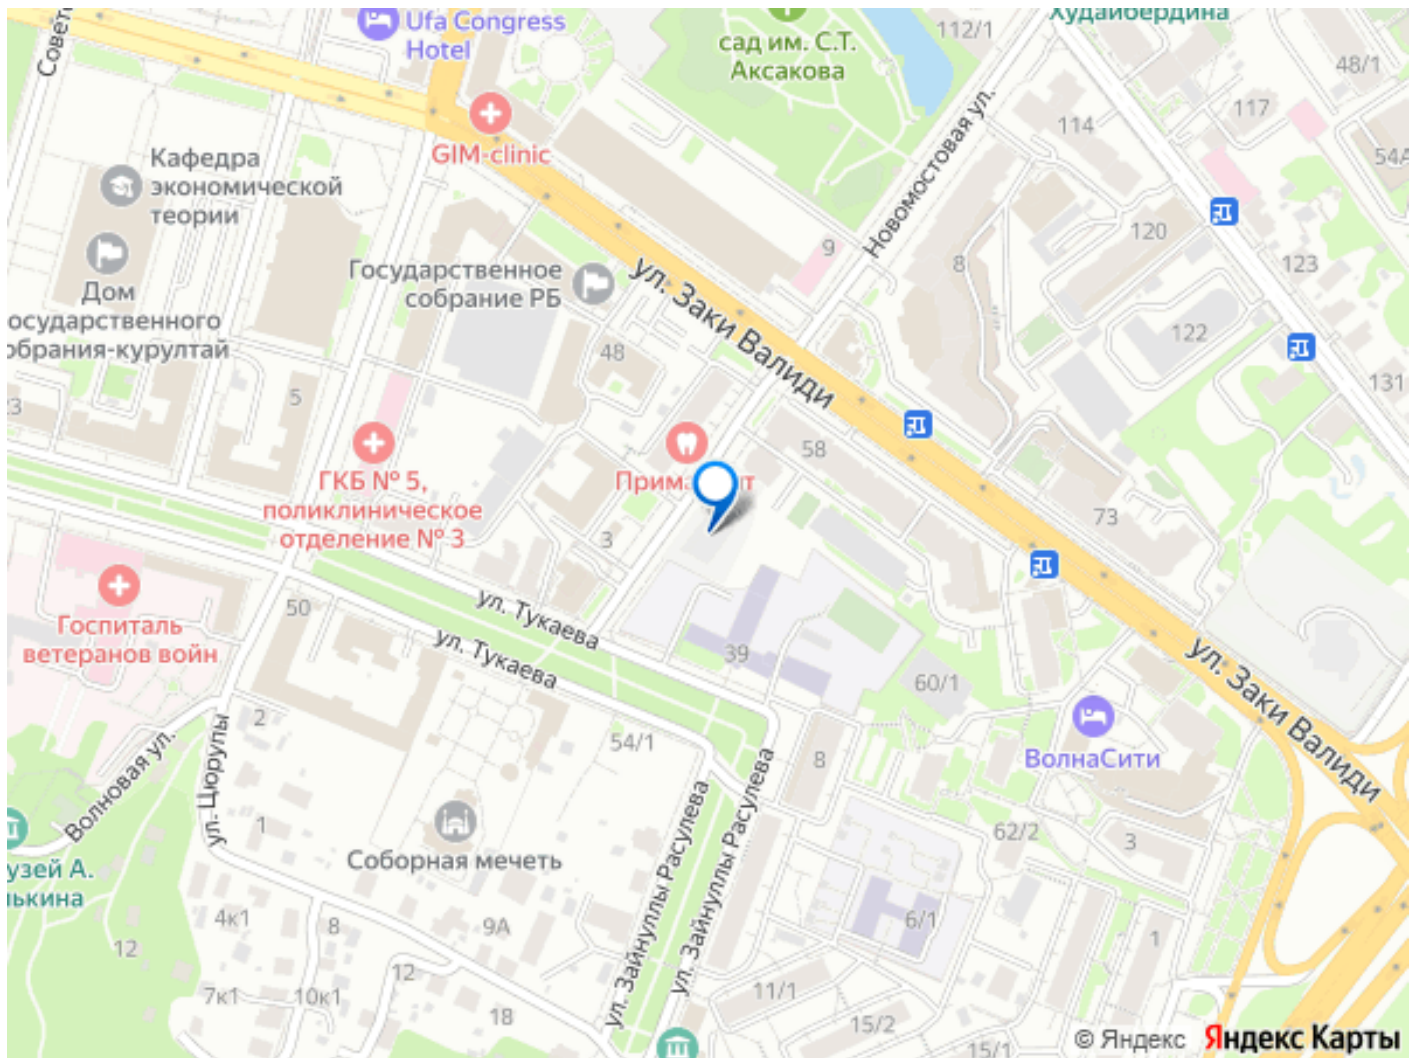 Ufa Congress
Hotel
сад им. С.Т.
Аксакова
112/1
Худайбердина
48/1
117
114
54А
GIM-clinic
Новомостовая ул.
Кафедра
экономической
теории
120
9
8
123
Государственное
собрание РБ
ул. Заки Валиди
Дом
осударственного
обрания-курултай
122
48
131
5
23
58
ГКБ № 5,
поликлиническое
отделение № 3
73
3
50
ул. Тукаева
ул. Тукаева
Госпиталь
ветеранов войн
39
60/1
ул. Заки Валиди
2
54/1
8
ВолнаСити
Волновая ул.
ул. Цюрупы
1
62/2
3
Соборная мечеть
ул. Зайнуллы Расулева
ул. Зайнуллы Расулева
узей А.
4к1
8
9А
6/1
12
1
12
7к1
10к1
11/1
18
15/2
15/1
© Яндекс
Яндекс Карты